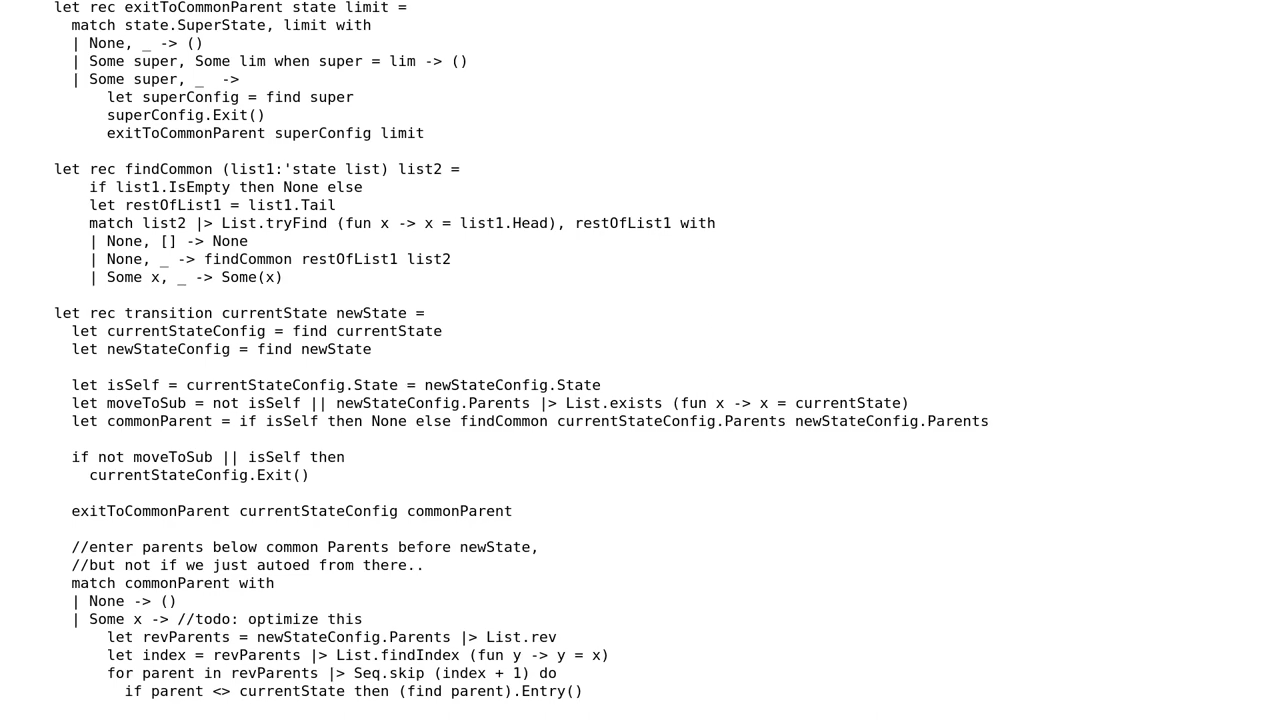 let rec exitToCommonParent state limit =
match state.SuperState, limit with
| None, _ -> ()
| Some super, Some lim when super = lim -> ()
| Some super, _  ->
let superConfig = find super
superConfig.Exit()
exitToCommonParent superConfig limit
let rec findCommon (list1:'state list) list2 =
if list1.IsEmpty then None else
let restOfList1 = list1.Tail
match list2 |> List.tryFind (fun x -> x = list1.Head), restOfList1 with
| None, [] -> None
| None, _ -> findCommon restOfList1 list2
| Some x, _ -> Some(x)
let rec transition currentState newState =
let currentStateConfig = find currentState
let newStateConfig = find newState
let isSelf = currentStateConfig.State = newStateConfig.State
let moveToSub = not isSelf || newStateConfig.Parents |> List.exists (fun x -> x = currentState)
let commonParent = if isSelf then None else findCommon currentStateConfig.Parents newStateConfig.Parents
if not moveToSub || isSelf then
currentStateConfig.Exit()
exitToCommonParent currentStateConfig commonParent
//enter parents below common Parents before newState,
//but not if we just autoed from there..
match commonParent with
| None -> ()
| Some x -> //todo: optimize this
let revParents = newStateConfig.Parents |> List.rev
let index = revParents |> List.findIndex (fun y -> y = x)
for parent in revParents |> Seq.skip (index + 1) do
if parent <> currentState then (find parent).Entry()